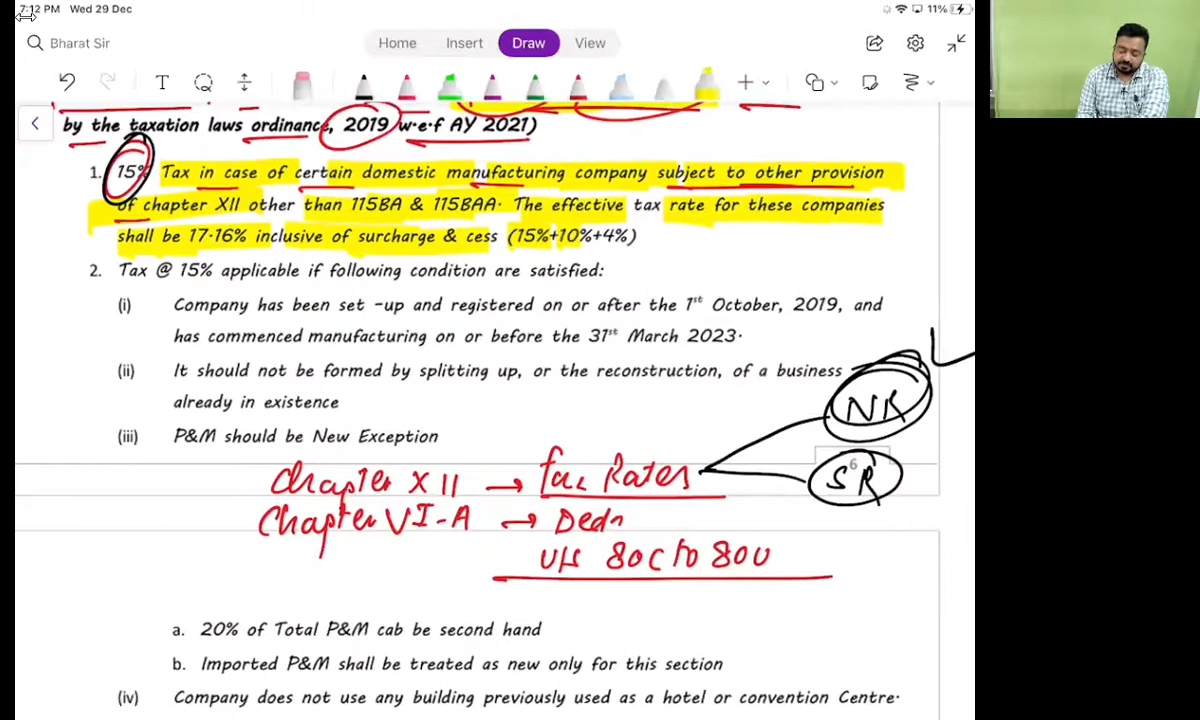 7:12 PM Wed 29 Dec
11%
Bharat Sir
Home Insert Draw View
by the taxation laws ordinance, 2019 w.e.f AY 2021)
1. 15% Tax in case of certain domestic manufacturing company subject to other provision
of chapter XII other than 115BA & 115BAA. The effective tax rate for these companies
shall be 17.16% inclusive of surcharge & cess (15%+10%+4%)
2. Tax @ 15% applicable if following condition are satisfied:
(i) Company has been set -up and registered on or after the 1st October, 2019, and
has commenced manufacturing on or before the 31st March 2023.
(ii) It should not be formed by splitting up, or the reconstruction, of a business
already in existence
NR
(iii) P&M should be New Exception
6
Chapter XII → Tax Rates
SR
Chapter VI-A → Dedn
U/s 80C to 80U
a. 20% of Total P&M cab be second hand
b. Imported P&M shall be treated as new only for this section
(iv) Company does not use any building previously used as a hotel or convention Centre.